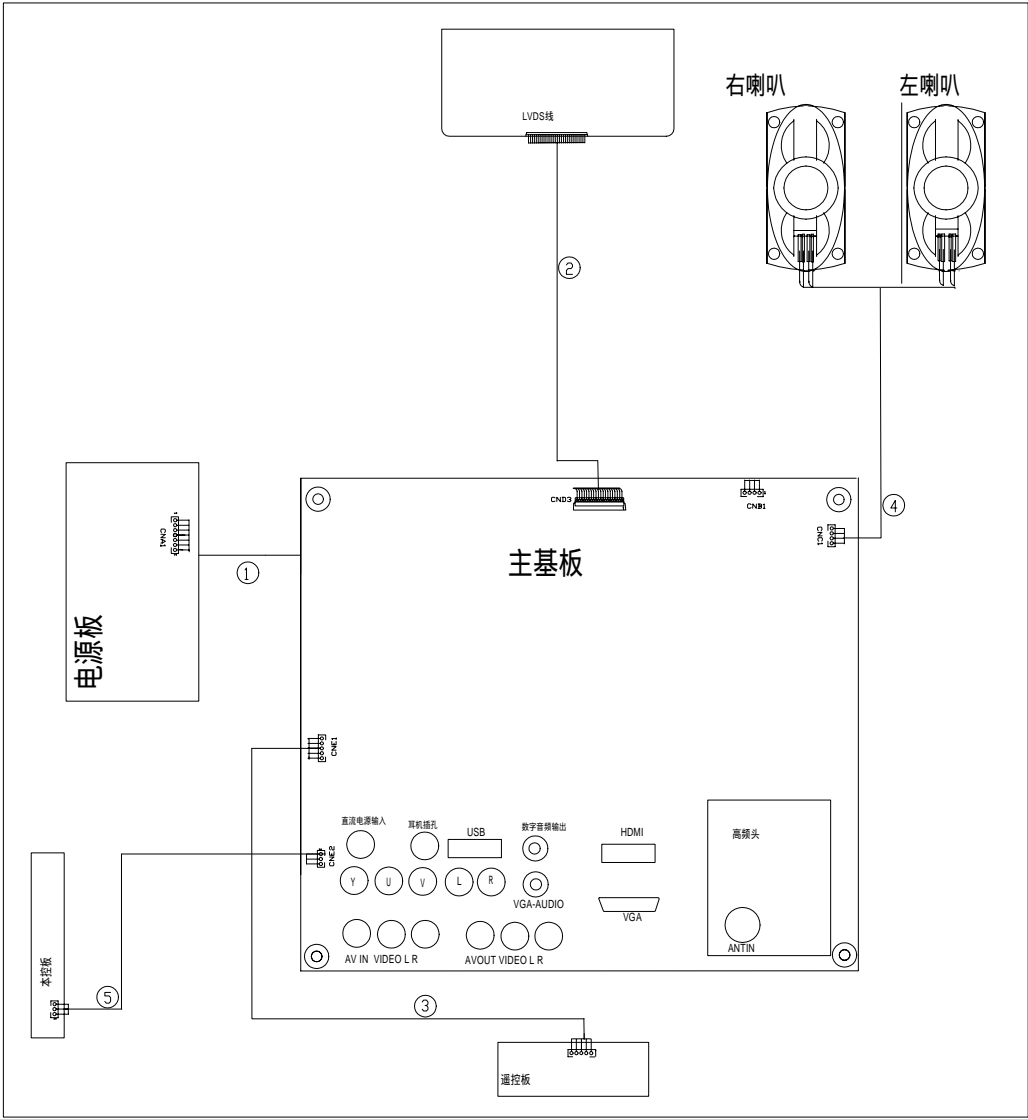 右喇叭
左喇叭
LVDS线
②
CND3
CNB1
④
CNC1
CNA1
①
主基板
电源板
CNE1
直流电源输入
耳机插孔
USB
数字音频输出
HDMI
高频头
CNE2
Y
U
V
L
R
VGA-AUDIO
VGA
AV IN VIDEO L R
AVOUT VIDEO L R
ANTIN
本控板
⑤
③
遥控板